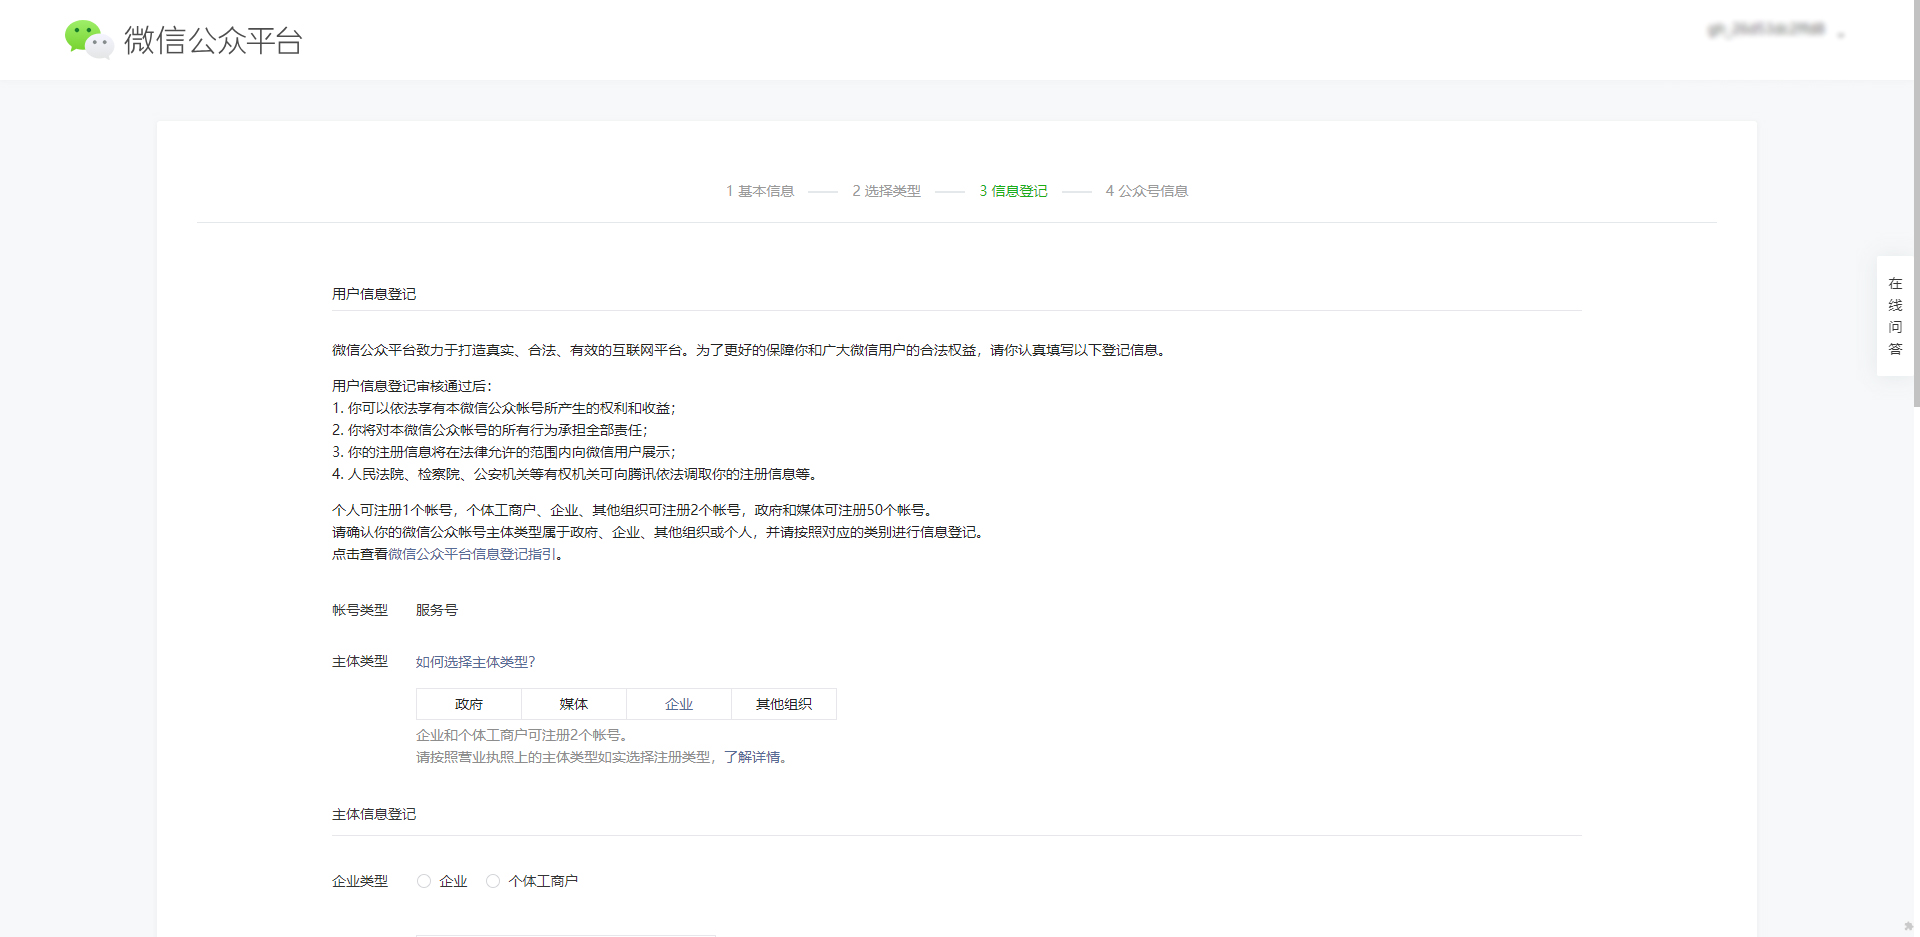 微信公众平台
1 基本信息 2 选择类型 3 信息登记 4 公众号信息
在线问答
用户信息登记
微信公众平台致力于打造真实、合法、有效的互联网平台。为了更好的保障你和广大微信用户的合法权益，请你认真填写以下登记信息。
用户信息登记审核通过后：
1. 你可以依法享有本微信公众帐号所产生的权利和收益；
2. 你将对本微信公众帐号的所有行为承担全部责任；
3. 你的注册信息将在法律允许的范围内向微信用户展示；
4. 人民法院、检察院、公安机关等有权机关可向腾讯依法调取你的注册信息等。
个人可注册1个帐号，个体工商户、企业、其他组织可注册2个帐号，政府和媒体可注册50个帐号。
请确认你的微信公众帐号主体类型属于政府、企业、其他组织或个人，并请按照对应的类别进行信息登记。
点击查看微信公众平台信息登记指引。
帐号类型 服务号
主体类型 如何选择主体类型？
政府 媒体 企业 其他组织
企业和个体工商户可注册2个帐号。
请按照营业执照上的主体类型如实选择注册类型，了解详情。
主体信息登记
企业类型 企业 个体工商户